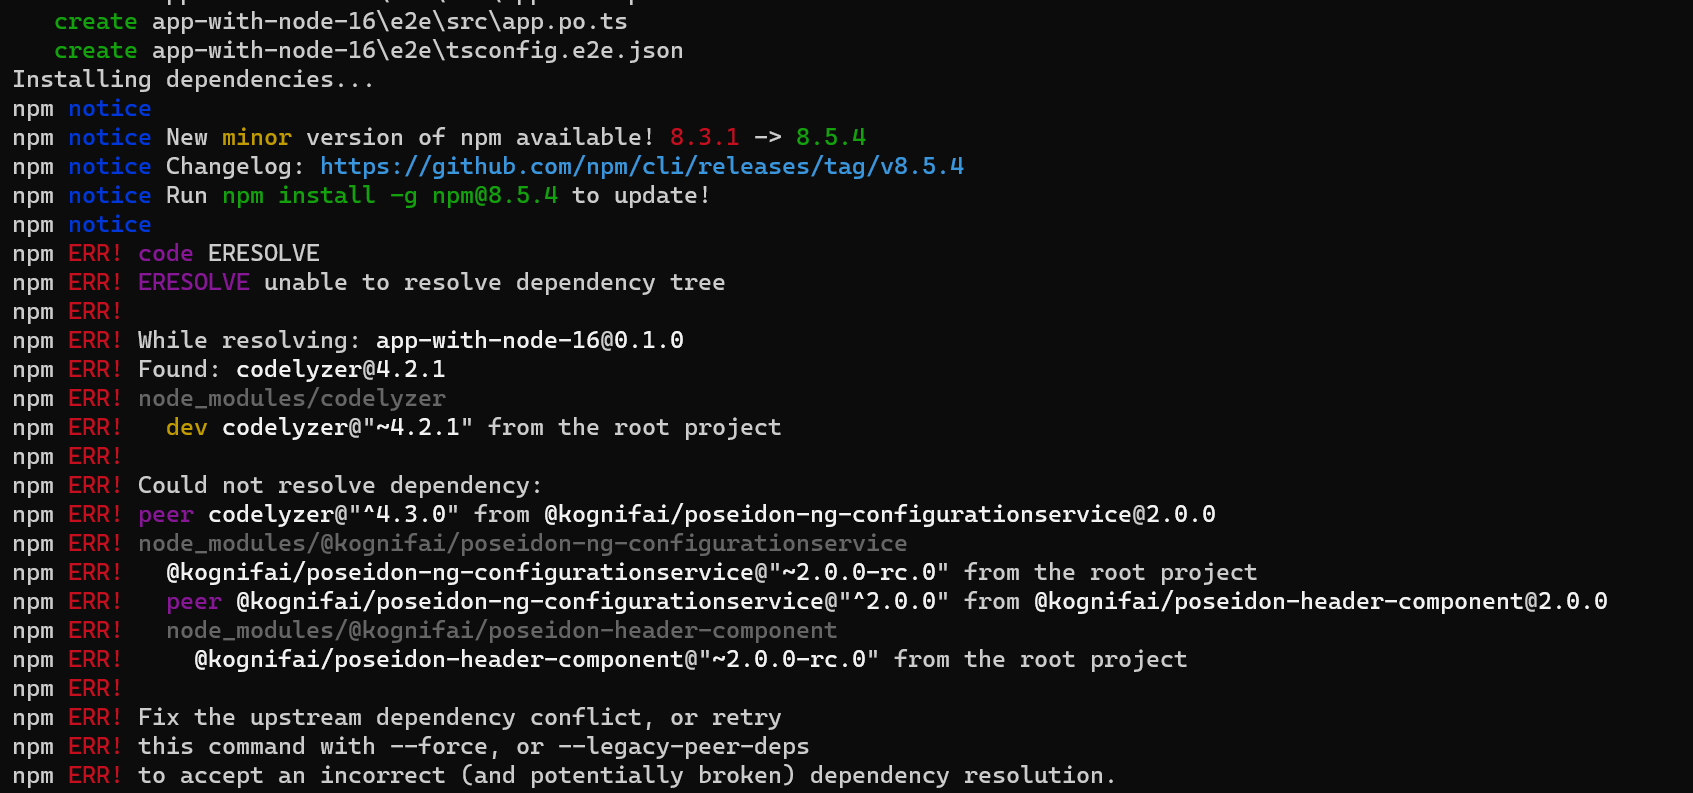 create app-with-node-16\e2e\src\app.po.ts
create app-with-node-16\e2e\tsconfig.e2e.json
Installing dependencies...
npm notice
npm notice New minor version of npm available! 8.3.1 -> 8.5.4
npm notice Changelog: https://github.com/npm/cli/releases/tag/v8.5.4
npm notice Run npm install -g npm@8.5.4 to update!
npm notice
npm ERR! code ERESOLVE
npm ERR! ERESOLVE unable to resolve dependency tree
npm ERR!
npm ERR! While resolving: app-with-node-16@0.1.0
npm ERR! Found: codelyzer@4.2.1
npm ERR! node_modules/codelyzer
npm ERR!   dev codelyzer@"~4.2.1" from the root project
npm ERR!
npm ERR! Could not resolve dependency:
npm ERR! peer codelyzer@"^4.3.0" from @kognifai/poseidon-ng-configurationservice@2.0.0
npm ERR! node_modules/@kognifai/poseidon-ng-configurationservice
npm ERR!   @kognifai/poseidon-ng-configurationservice@"~2.0.0-rc.0" from the root project
npm ERR!   peer @kognifai/poseidon-ng-configurationservice@"^2.0.0" from @kognifai/poseidon-header-component@2.0.0
npm ERR!   node_modules/@kognifai/poseidon-header-component
npm ERR!     @kognifai/poseidon-header-component@"~2.0.0-rc.0" from the root project
npm ERR!
npm ERR! Fix the upstream dependency conflict, or retry
npm ERR! this command with --force, or --legacy-peer-deps
npm ERR! to accept an incorrect (and potentially broken) dependency resolution.